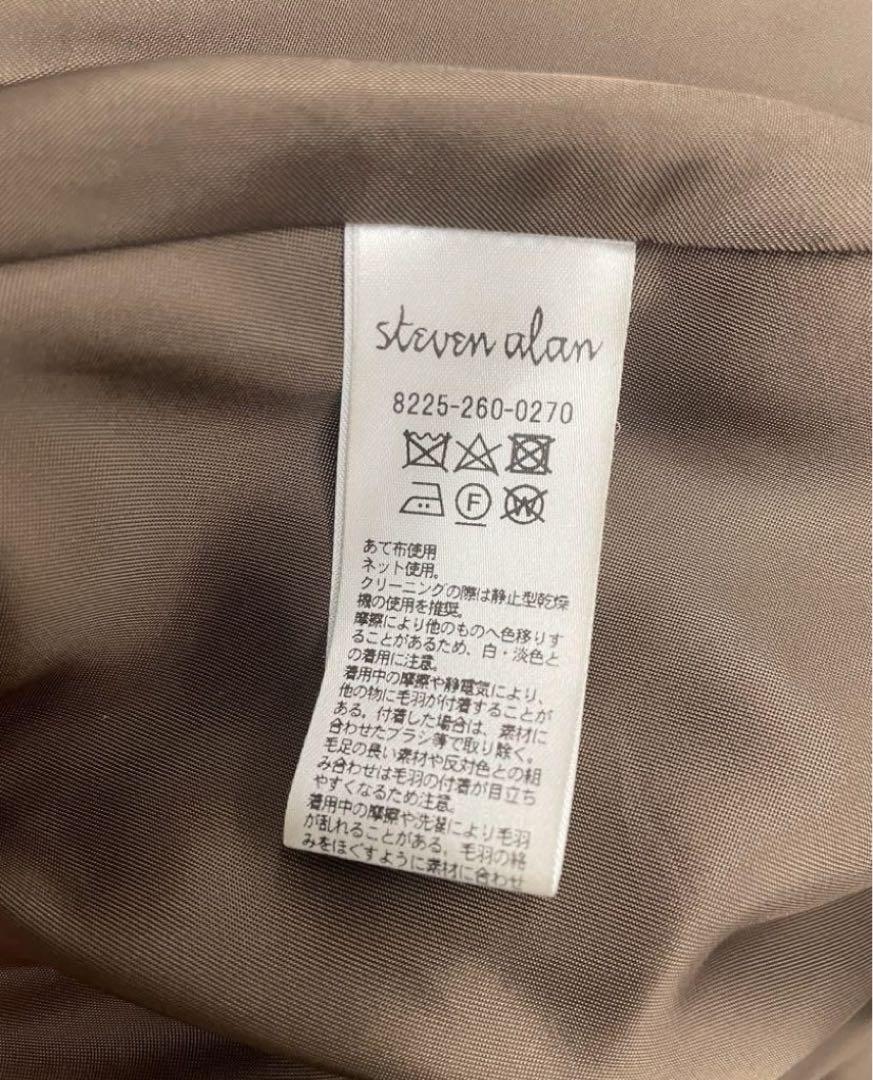 steven alan
8225-260-0270
F W
あて布使用
ネット使用。
クリーニングの際は静止型乾燥
機の使用を推奨。
摩擦により他のものへ色移りす
ることがあるため、白・淡色と
の着用に注意。
着用中の摩擦や静電気により、
他の物に毛羽が付着することが
ある。付着した場合は、素材に
合わせたブラシ等で取り除く。
毛足の長い素材や反対色との組
み合わせは毛羽の付着が目立ち
やすくなるため注意。
着用中の摩擦や洗濯により毛羽
が乱れることがある。毛羽の絡
みをほぐすように素材に合わせ